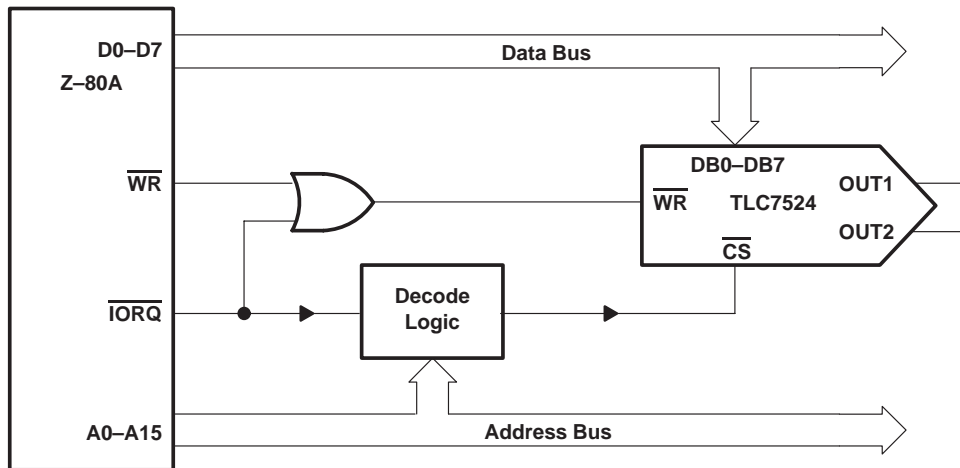 D0–D7
Data Bus
Z–80A
DB0–DB7
WR
OUT1
WR
TLC7524
OUT2
CS
Decode
Logic
IORQ
A0–A15
Address Bus